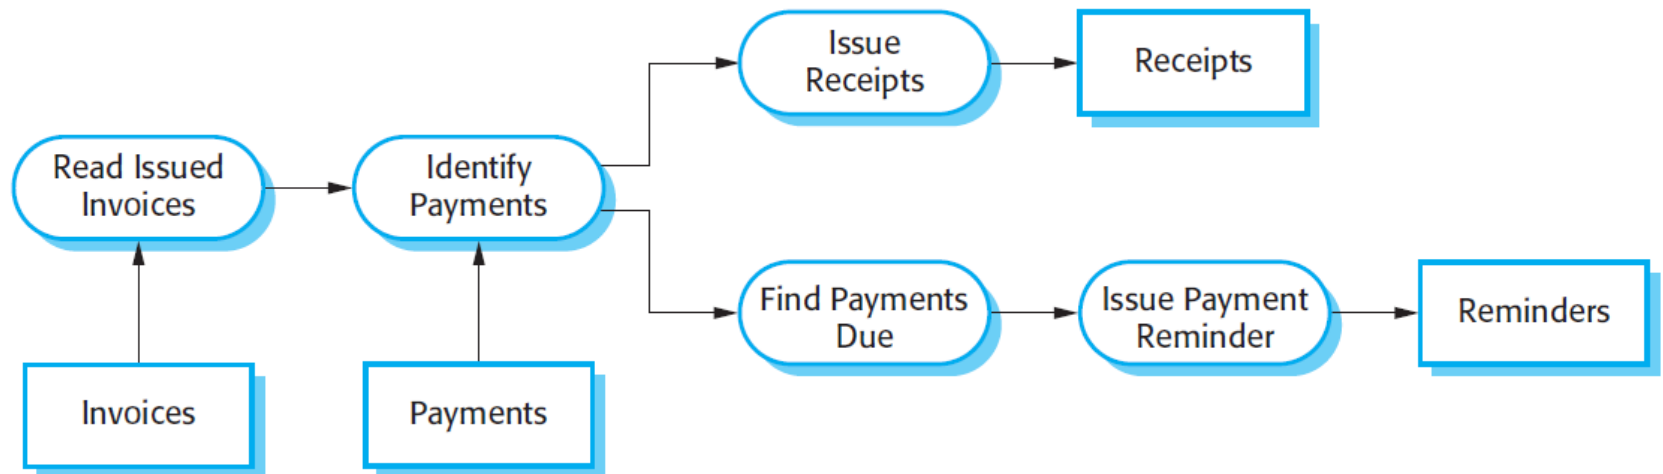 Issue
Receipts
Receipts
Read Issued
Invoices
Identify
Payments
Find Payments
Due
Issue Payment
Reminder
Reminders
Invoices
Payments